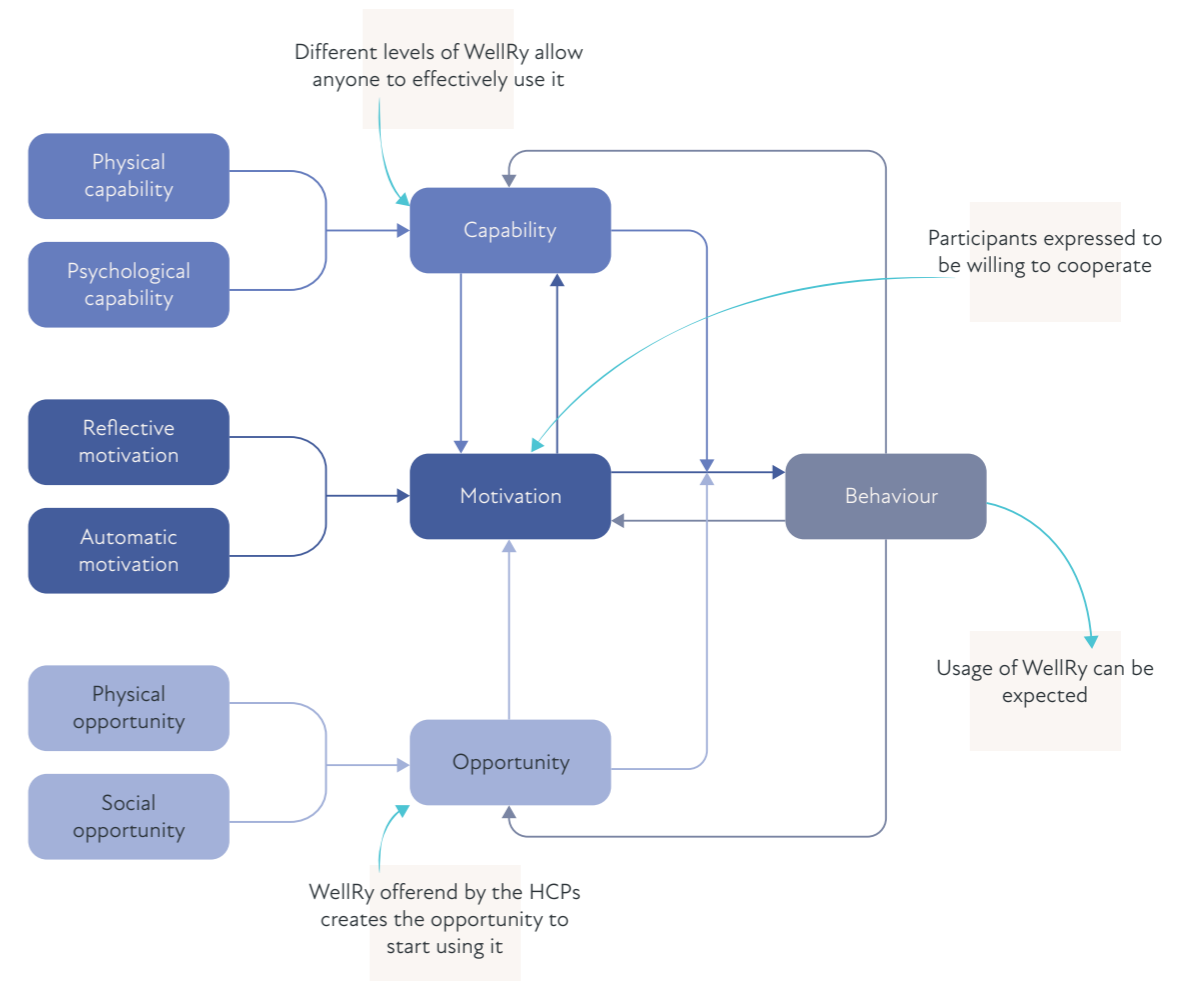 Different levels of WellRy allow
anyone to effectively use it
Physical
capability
Psychological
capability
Capability
Participants expressed to
be willing to cooperate
Reflective
motivation
Automatic
motivation
Motivation
Behaviour
Usage of WellRy can be
expected
Physical
opportunity
Social
opportunity
Opportunity
WellRy offerend by the HCPs
creates the opportunity to
start using it